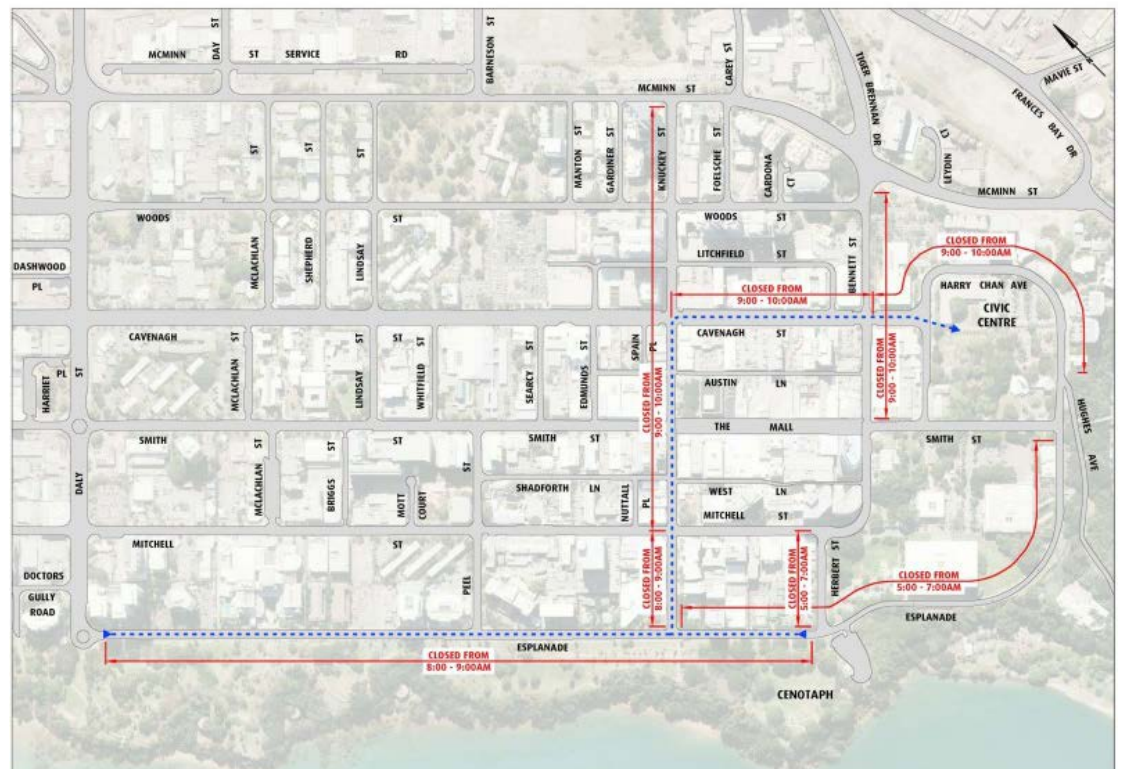 MCMINN
DAY ST
ST
SERVICE
RD
BARNESON ST
CAREY ST
MCMINN ST
TIGER BRENNAN DR
MAVIE ST
FRANCES BAY DR
LEYDIN CT
MCMINN ST
ST
ST
ST
MANTON ST
GARDINER ST
KNUCKEY ST
FOELSCHE ST
CARDONA CT
WOODS
ST
WOODS ST
LITCHFIELD ST
BENNETT ST
MCLACHLAN
SHEPHERD
LINDSAY
DASHWOOD
PL
CLOSED FROM
9:00 - 10:00AM
CLOSED FROM
9:00 - 10:00AM
HARRY CHAN AVE
CIVIC
CENTRE
CAVENAGH
ST
ST
ST
ST
CAVENAGH ST
SPAIN PL
HARRIET PL
ST
MCLACHLAN
LINDSAY
WHITFIELD
SEARCY ST
EDMUNDS ST
AUSTIN LN
CLOSED FROM
9:00 - 10:00AM
CLOSED FROM
9:00 - 10:00AM
HUGHES AVE
SMITH
ST
ST
ST
SMITH ST
THE MALL
SMITH ST
DALY
MCLACHLAN
BRIGGS
MOTT COURT
ST
SHADFORTH LN
NUTTALL PL
WEST LN
MITCHELL ST
MITCHELL
ST
DOCTORS
GULLY
ROAD
PEEL
CLOSED FROM
8:00 - 9:00AM
CLOSED FROM
5:00 - 7:00AM
HERBERT ST
CLOSED FROM
5:00 - 7:00AM
ESPLANADE
ESPLANADE
CLOSED FROM
8:00 - 9:00AM
CENOTAPH